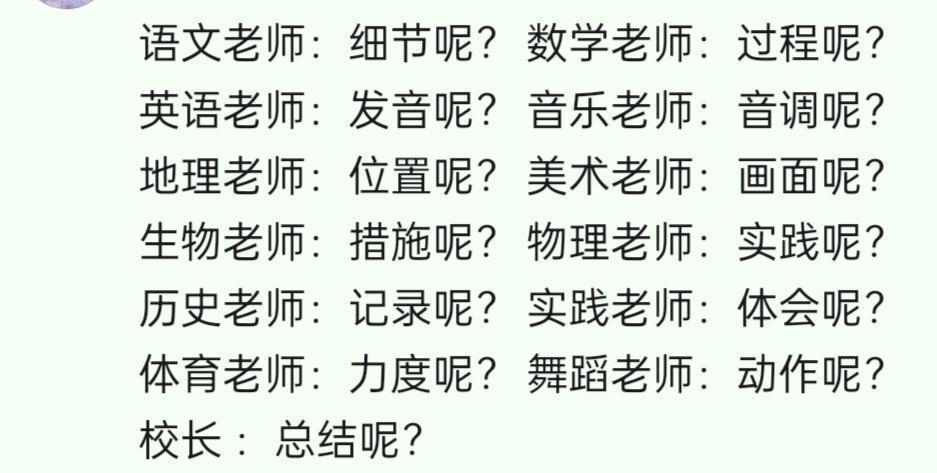 语文老师：细节呢？ 数学老师：过程呢？
英语老师：发音呢？ 音乐老师：音调呢？
地理老师：位置呢？ 美术老师：画面呢？
生物老师：措施呢？ 物理老师：实践呢？
历史老师：记录呢？ 实践老师：体会呢？
体育老师：力度呢？ 舞蹈老师：动作呢？
校长 ：总结呢？